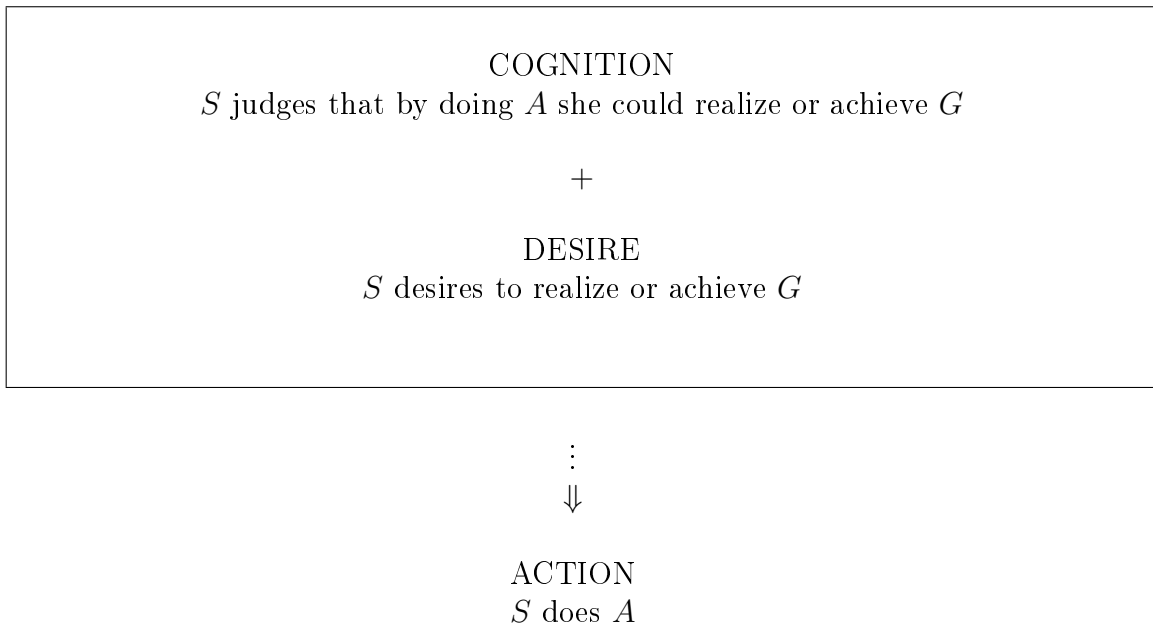 COGNITION
S judges that by doing A she could realize or achieve G
+
DESIRE
S desires to realize or achieve G
⋮
⇓
ACTION
S does A